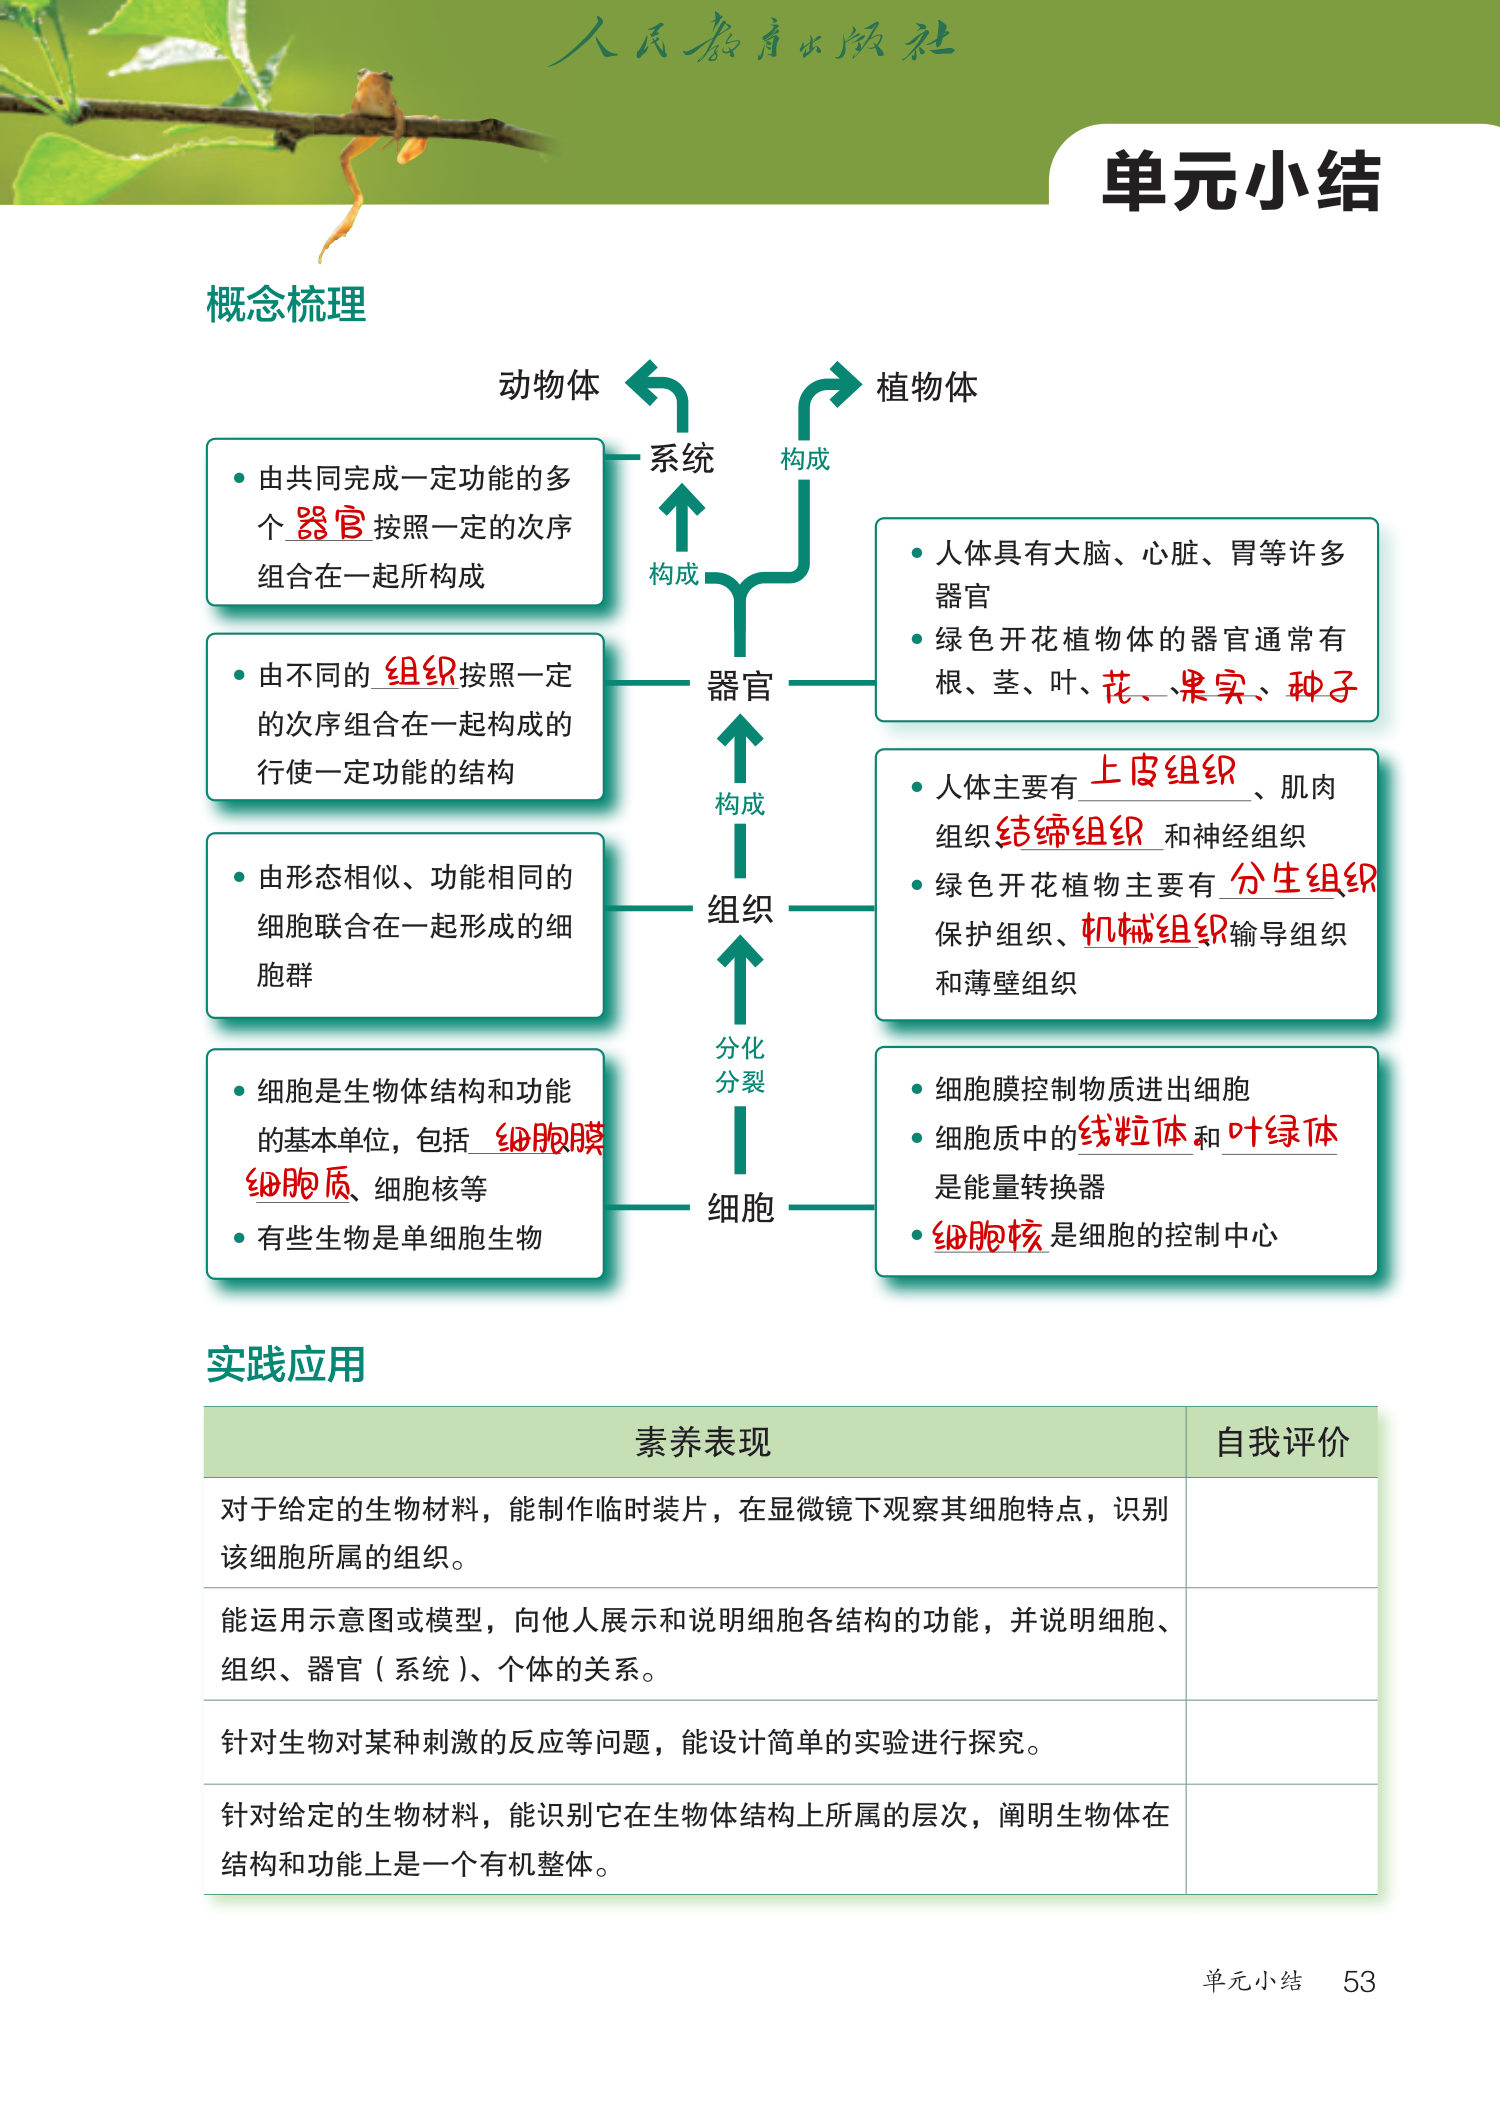 人民教育出版社
单元小结
概念梳理
动物体
植物体
系统
构成
• 由共同完成一定功能的多
个 器官 按照一定的次序
组合在一起所构成
构成
• 人体具有大脑、心脏、胃等许多
器官
• 绿色开花植物体的器官通常有
根、茎、叶、花、、果实、、种子
• 由不同的 组织按照一定
的次序组合在一起构成的
行使一定功能的结构
器官
构成
• 人体主要有 上皮组织 、肌肉
组织、结缔组织 和神经组织
• 绿色开花植物主要有 分生组织、
保护组织、机械组织、输导组织
和薄壁组织
• 由形态相似、功能相同的
细胞联合在一起形成的细
胞群
组织
分化
分裂
• 细胞是生物体结构和功能
的基本单位，包括 细胞膜、
细胞质、细胞核等
• 有些生物是单细胞生物
细胞
• 细胞膜控制物质进出细胞
• 细胞质中的线粒体 和 叶绿体
是能量转换器
• 细胞核 是细胞的控制中心
实践应用
素养表现 自我评价
对于给定的生物材料，能制作临时装片，在显微镜下观察其细胞特点，识别
该细胞所属的组织。
能运用示意图或模型，向他人展示和说明细胞各结构的功能，并说明细胞、
组织、器官（系统）、个体的关系。
针对生物对某种刺激的反应等问题，能设计简单的实验进行探究。
针对给定的生物材料，能识别它在生物体结构上所属的层次，阐明生物体在
结构和功能上是一个有机整体。
单元小结 53